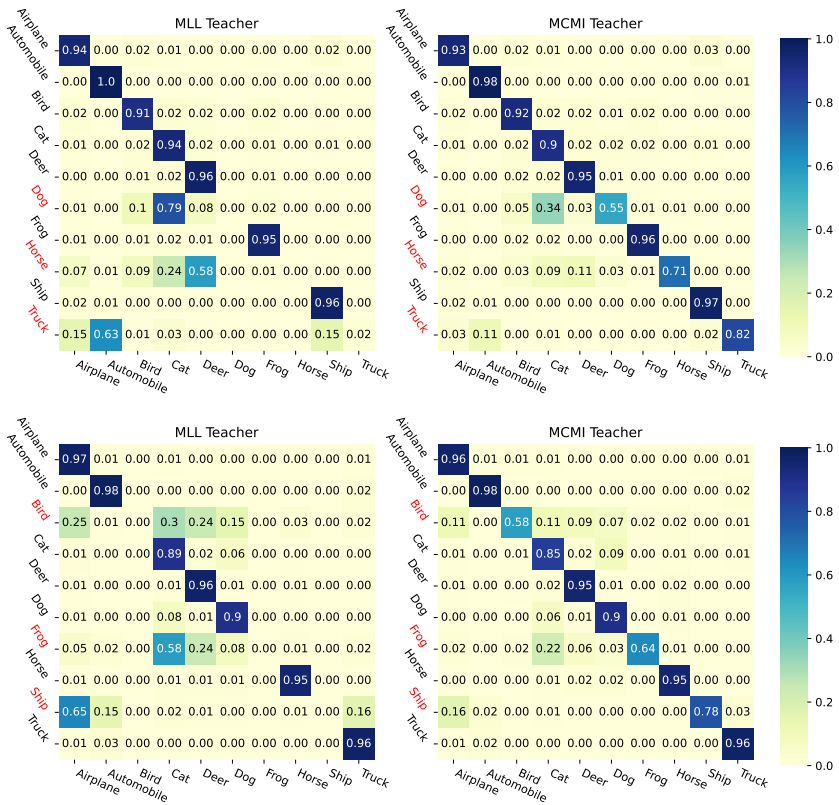 MLL Teacher MCMI Teacher
Airplane 0.94 0.00 0.02 0.01 0.00 0.00 0.00 0.00 0.02 0.00 0.93 0.00 0.02 0.01 0.00 0.00 0.00 0.00 0.03 0.00 1.0
Automobile 0.00 1.0 0.00 0.00 0.00 0.00 0.00 0.00 0.00 0.00 0.00 0.98 0.00 0.00 0.00 0.00 0.00 0.00 0.00 0.01
Bird 0.02 0.00 0.91 0.02 0.02 0.00 0.02 0.00 0.00 0.00 0.02 0.00 0.92 0.02 0.02 0.01 0.02 0.00 0.00 0.00 0.8
Cat 0.01 0.00 0.02 0.94 0.02 0.00 0.01 0.00 0.01 0.00 0.01 0.00 0.02 0.9 0.02 0.02 0.02 0.00 0.01 0.00
Deer 0.00 0.00 0.01 0.02 0.96 0.00 0.00 0.00 0.00 0.00 0.00 0.00 0.02 0.02 0.95 0.01 0.00 0.00 0.00 0.00 0.6
Dog 0.01 0.00 0.1 0.79 0.08 0.00 0.02 0.00 0.00 0.00 0.01 0.00 0.05 0.34 0.03 0.55 0.01 0.01 0.00 0.00 0.4
Frog 0.01 0.00 0.01 0.02 0.01 0.00 0.95 0.00 0.00 0.00 0.01 0.00 0.02 0.02 0.00 0.00 0.96 0.00 0.00 0.00
Horse 0.07 0.01 0.09 0.24 0.58 0.00 0.01 0.00 0.00 0.00 0.02 0.00 0.03 0.09 0.11 0.03 0.01 0.71 0.00 0.00 0.2
Ship 0.02 0.01 0.00 0.00 0.00 0.00 0.00 0.00 0.96 0.00 0.02 0.01 0.00 0.00 0.00 0.00 0.00 0.00 0.97 0.00
Truck 0.15 0.63 0.01 0.03 0.00 0.00 0.00 0.00 0.15 0.02 0.03 0.11 0.00 0.01 0.00 0.00 0.00 0.00 0.02 0.82 0.0
Airplane Automobile Bird Cat Deer Dog Frog Horse Ship Truck Airplane Automobile Bird Cat Deer Dog Frog Horse Ship Truck
MLL Teacher MCMI Teacher
Airplane 0.97 0.01 0.00 0.01 0.00 0.00 0.00 0.00 0.00 0.01 0.96 0.01 0.01 0.01 0.00 0.00 0.00 0.00 0.00 0.01 1.0
Automobile 0.00 0.98 0.00 0.00 0.00 0.00 0.00 0.00 0.00 0.01 0.00 0.98 0.00 0.00 0.00 0.00 0.00 0.00 0.00 0.02
Bird 0.25 0.01 0.00 0.3 0.24 0.15 0.00 0.03 0.00 0.02 0.11 0.00 0.58 0.11 0.09 0.07 0.02 0.02 0.00 0.01 0.8
Cat 0.01 0.00 0.00 0.89 0.02 0.06 0.00 0.01 0.00 0.01 0.01 0.00 0.01 0.85 0.02 0.09 0.00 0.01 0.00 0.01
Deer 0.01 0.00 0.00 0.01 0.96 0.01 0.00 0.01 0.00 0.00 0.01 0.00 0.00 0.02 0.95 0.01 0.00 0.02 0.00 0.00 0.6
Dog 0.01 0.00 0.00 0.08 0.01 0.9 0.00 0.00 0.00 0.00 0.01 0.00 0.00 0.06 0.01 0.9 0.00 0.01 0.00 0.00 0.4
Frog 0.05 0.02 0.00 0.58 0.24 0.08 0.00 0.01 0.00 0.02 0.02 0.00 0.00 0.22 0.06 0.03 0.64 0.01 0.00 0.00
Horse 0.01 0.00 0.00 0.01 0.01 0.01 0.00 0.95 0.00 0.00 0.01 0.00 0.00 0.01 0.02 0.02 0.00 0.95 0.00 0.00 0.2
Ship 0.65 0.15 0.00 0.02 0.01 0.00 0.00 0.01 0.00 0.16 0.16 0.02 0.00 0.01 0.00 0.00 0.00 0.00 0.78 0.03
Truck 0.01 0.03 0.00 0.00 0.00 0.00 0.00 0.00 0.00 0.96 0.01 0.02 0.00 0.00 0.00 0.00 0.00 0.00 0.00 0.96 0.0
Airplane Automobile Bird Cat Deer Dog Frog Horse Ship Truck Airplane Automobile Bird Cat Deer Dog Frog Horse Ship Truck